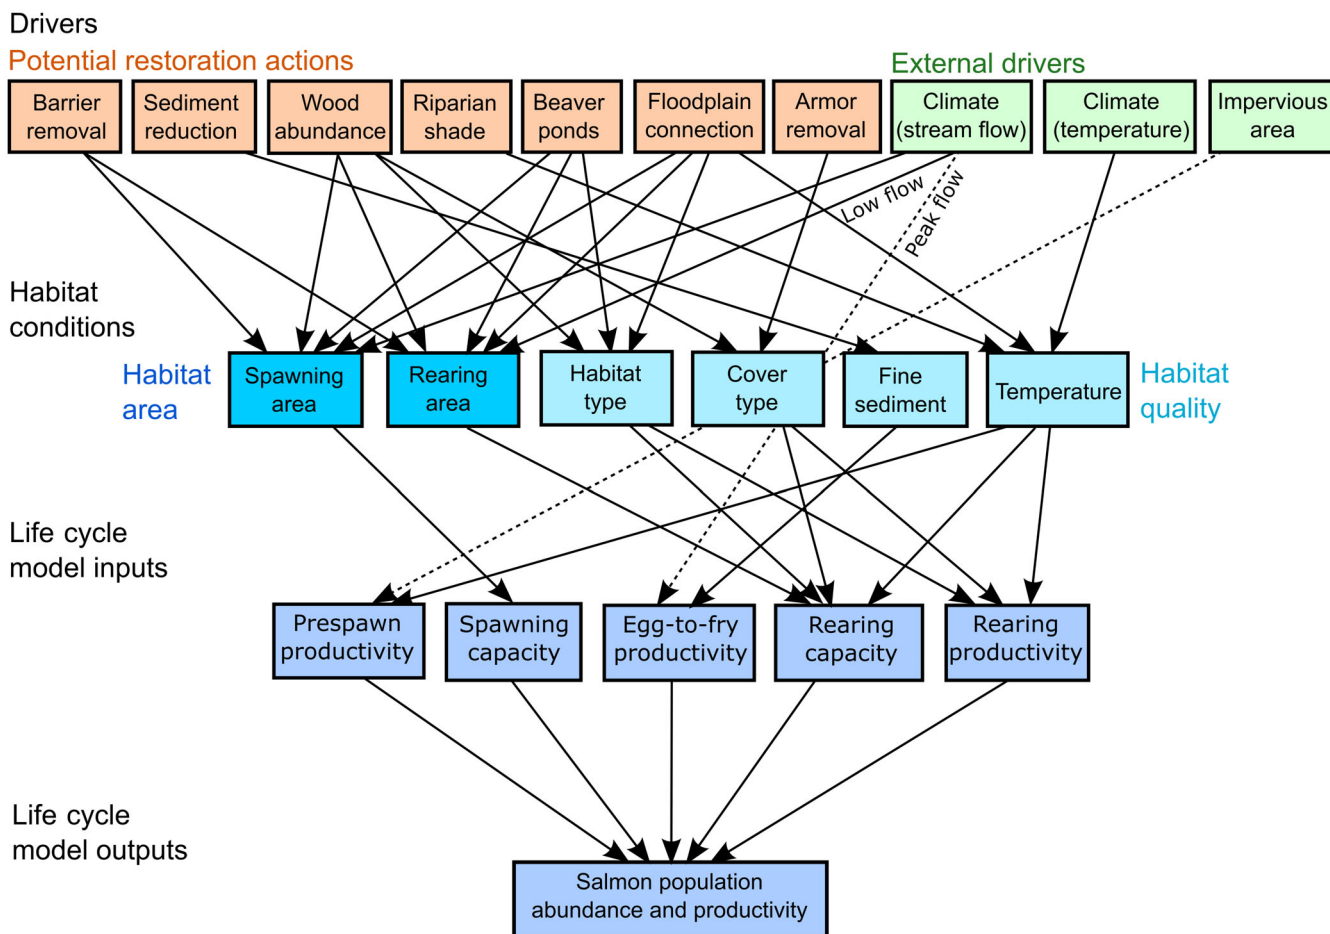 Drivers
Potential restoration actions
External drivers
Barrier
removal
Sediment
reduction
Wood
abundance
Riparian
shade
Beaver
ponds
Floodplain
connection
Armor
removal
Climate
(stream flow)
Climate
(temperature)
Impervious
area
Low flow
Peak flow
Habitat
conditions
Habitat
area
Spawning
area
Rearing
area
Habitat
type
Cover
type
Fine
sediment
Temperature
Habitat
quality
Life cycle
model inputs
Prespawn
productivity
Spawning
capacity
Egg-to-fry
productivity
Rearing
capacity
Rearing
productivity
Life cycle
model outputs
Salmon population
abundance and productivity